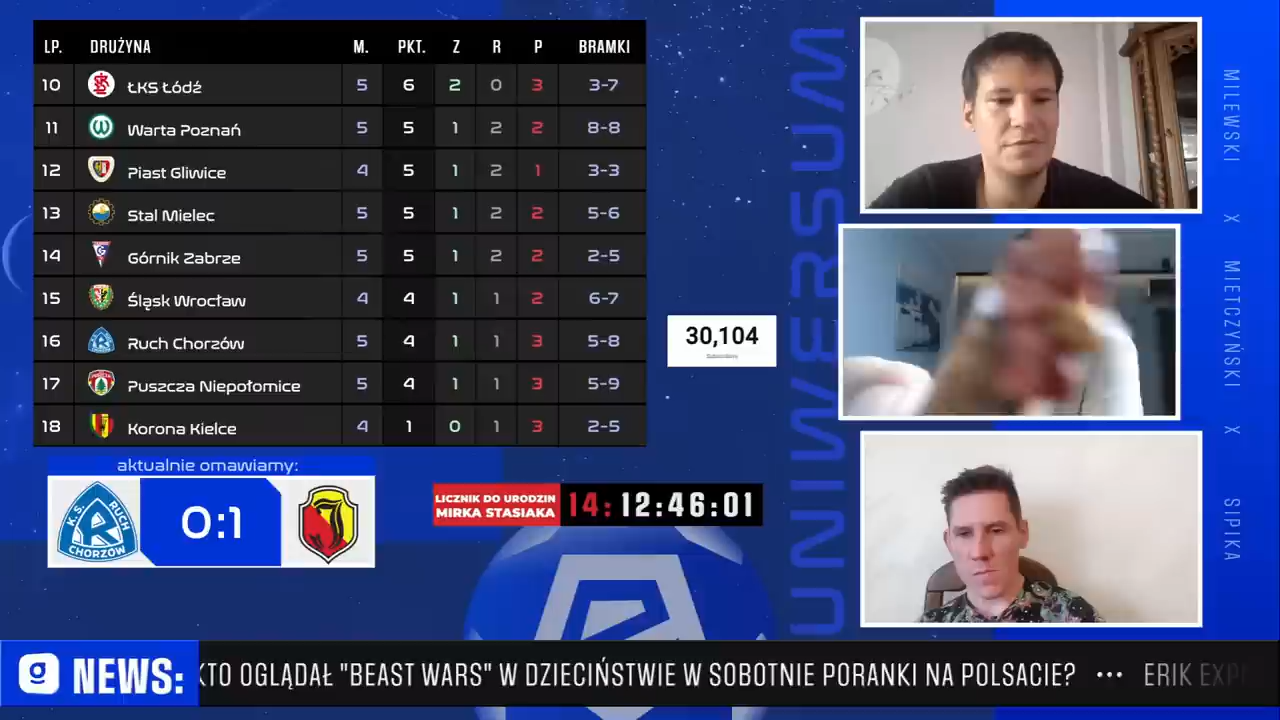 LP. DRUŻYNA M. PKT. Z R P BRAMKI
10 ŁKS Łódź 5 6 2 0 3 3-7
11 Warta Poznań 5 5 1 2 2 8-8
12 Piast Gliwice 4 5 1 2 1 3-3
13 Stal Mielec 5 5 1 2 2 5-6
14 Górnik Zabrze 5 5 1 2 2 2-5
15 Śląsk Wrocław 4 4 1 1 2 6-7
16 Ruch Chorzów 5 4 1 1 3 5-8
17 Puszcza Niepołomice 5 4 1 1 3 5-9
18 Korona Kielce 4 1 0 1 3 2-5
aktualnie omawiamy:
K.S. RUCH CHORZÓW
0:1
J
30,104
LICZNIK DO URODZIN
MIRKA STASIAKA
14:12:46:01
UNIWERSUM
MILEWSKI X MIETCZYŃSKI X SIPIKA
g NEWS:
KTO OGLĄDAŁ "BEAST WARS" W DZIECIŃSTWIE W SOBOTNIE PORANKI NA POLSACIE? ••• ERIK